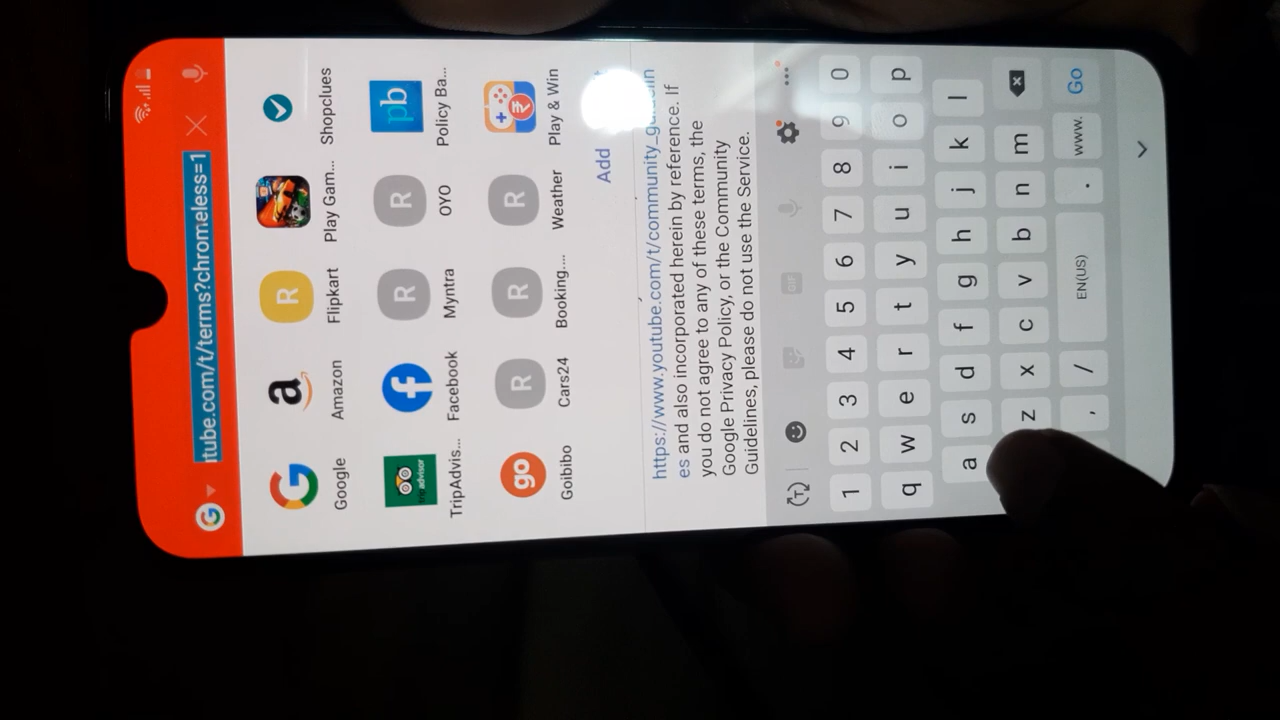 itube.com/t/terms?chromeless=1
Google Amazon Flipkart Play Gam... Shopclues
TripAdvis... Facebook Myntra OYO Policy Ba...
Goibibo Cars24 Booking.... Weather Play & Win
Add
https://www.youtube.com/t/community_guidelin
es and also incorporated herein by reference. If
you do not agree to any of these terms, the
Google Privacy Policy, or the Community
Guidelines, please do not use the Service.
1 2 3 4 5 6 7 8 9 0
q w e r t y u i o p
a s d f g h j k l
z x c v b n m
, / EN(US) . www. Go